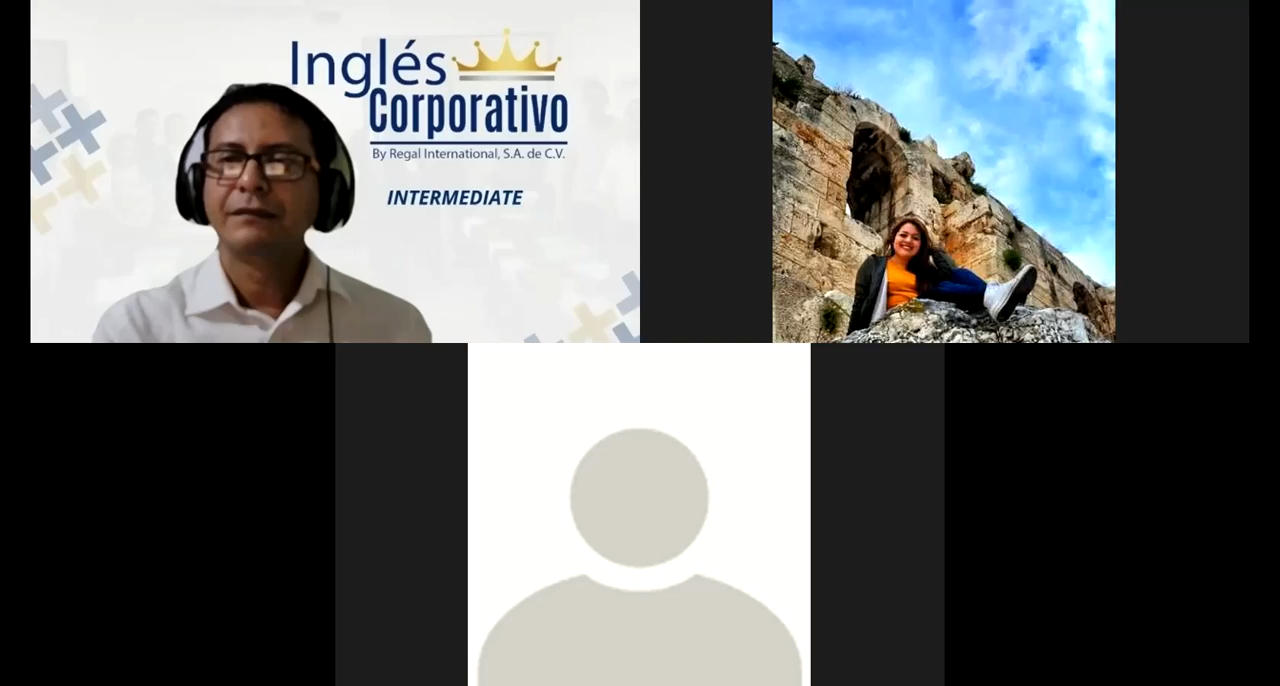 Inglés
Corporativo
By Regal International, S.A. de C.V.
INTERMEDIATE